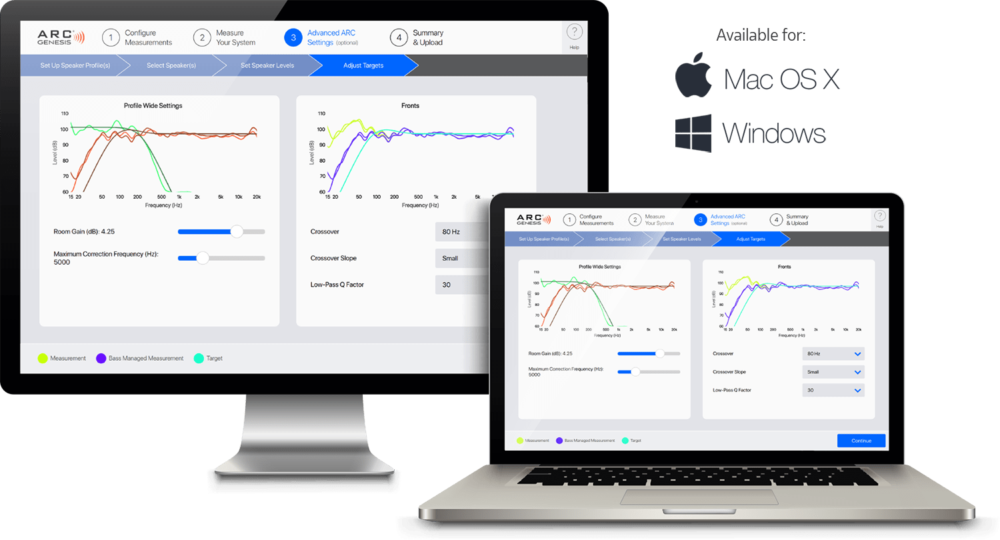 ARC
GENESIS
1
Configure
Measurements
2
Measure
Your System
3
Advanced ARC
Settings (optional)
4
Summary
& Upload
?
Help
Set Up Speaker Profile(s)
Select Speaker(s)
Set Speaker Levels
Adjust Targets
Profile Wide Settings
110
100
90
80
70
60
Level (dB)
15 20 50 100 200 500 1k 2k 5k 10k 20k
Frequency (Hz)
Room Gain (dB): 4.25
Maximum Correction Frequency (Hz):
5000
Fronts
110
100
90
80
70
60
Level (dB)
15 20 50 100 200 500 1k 2k 5k
Frequency (Hz)
Crossover
80 Hz
Crossover Slope
Small
Low-Pass Q Factor
30
Measurement
Bass Managed Measurement
Target
Available for:
Mac OS X
Windows
ARC
GENESIS
1
Configure
Measurements
2
Measure
Your System
3
Advanced ARC
Settings (optional)
4
Summary
& Upload
?
Help
Set Up Speaker Profile(s)
Select Speaker(s)
Set Speaker Levels
Adjust Targets
Profile Wide Settings
110
100
90
80
70
60
Level (dB)
15 20 50 100 200 500 1k 2k 5k 10k 20k
Frequency (Hz)
Room Gain (dB): 4.25
Maximum Correction Frequency (Hz):
5000
Fronts
110
100
90
80
70
60
Level (dB)
15 20 50 100 200 500 1k 2k 5k 10k 20k
Frequency (Hz)
Crossover
80 Hz
Crossover Slope
Small
Low-Pass Q Factor
30
Measurement
Bass Managed Measurement
Target
Continue